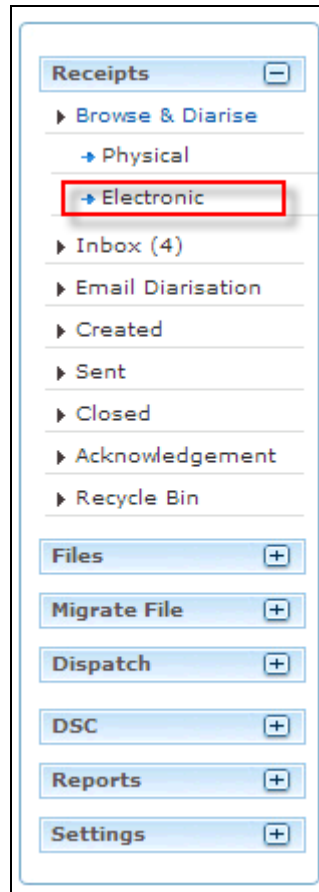 Receipts
Browse & Diarise
Physical
Electronic
Inbox (4)
Email Diarisation
Created
Sent
Closed
Acknowledgement
Recycle Bin
Files
Migrate File
Dispatch
DSC
Reports
Settings